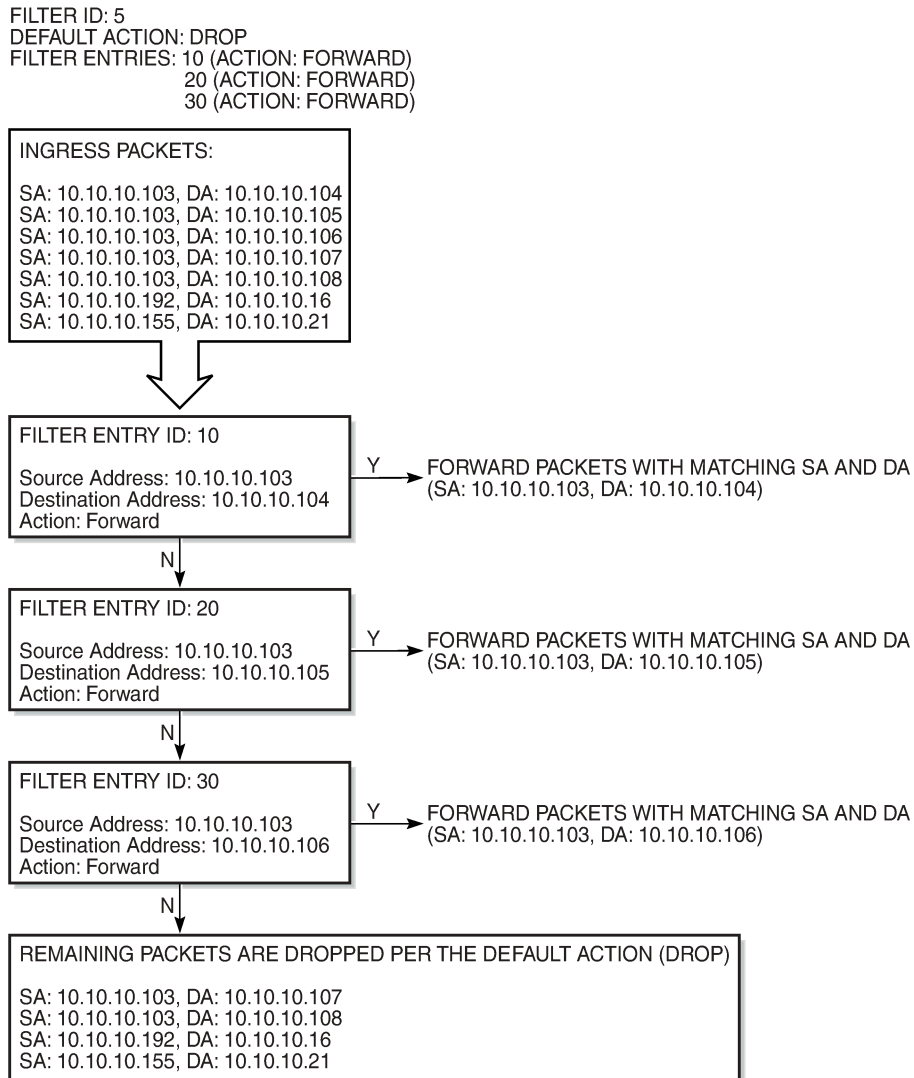 FILTER ID: 5
DEFAULT ACTION: DROP
FILTER ENTRIES: 10 (ACTION: FORWARD)
20 (ACTION: FORWARD)
30 (ACTION: FORWARD)
INGRESS PACKETS:
SA: 10.10.10.103, DA: 10.10.10.104
SA: 10.10.10.103, DA: 10.10.10.105
SA: 10.10.10.103, DA: 10.10.10.106
SA: 10.10.10.103, DA: 10.10.10.107
SA: 10.10.10.103, DA: 10.10.10.108
SA: 10.10.10.192, DA: 10.10.10.16
SA: 10.10.10.155, DA: 10.10.10.21
FILTER ENTRY ID: 10
Source Address: 10.10.10.103
Destination Address: 10.10.10.104
Action: Forward
Y
FORWARD PACKETS WITH MATCHING SA AND DA
(SA: 10.10.10.103, DA: 10.10.10.104)
N
FILTER ENTRY ID: 20
Source Address: 10.10.10.103
Destination Address: 10.10.10.105
Action: Forward
Y
FORWARD PACKETS WITH MATCHING SA AND DA
(SA: 10.10.10.103, DA: 10.10.10.105)
N
FILTER ENTRY ID: 30
Source Address: 10.10.10.103
Destination Address: 10.10.10.106
Action: Forward
Y
FORWARD PACKETS WITH MATCHING SA AND DA
(SA: 10.10.10.103, DA: 10.10.10.106)
N
REMAINING PACKETS ARE DROPPED PER THE DEFAULT ACTION (DROP)
SA: 10.10.10.103, DA: 10.10.10.107
SA: 10.10.10.103, DA: 10.10.10.108
SA: 10.10.10.192, DA: 10.10.10.16
SA: 10.10.10.155, DA: 10.10.10.21